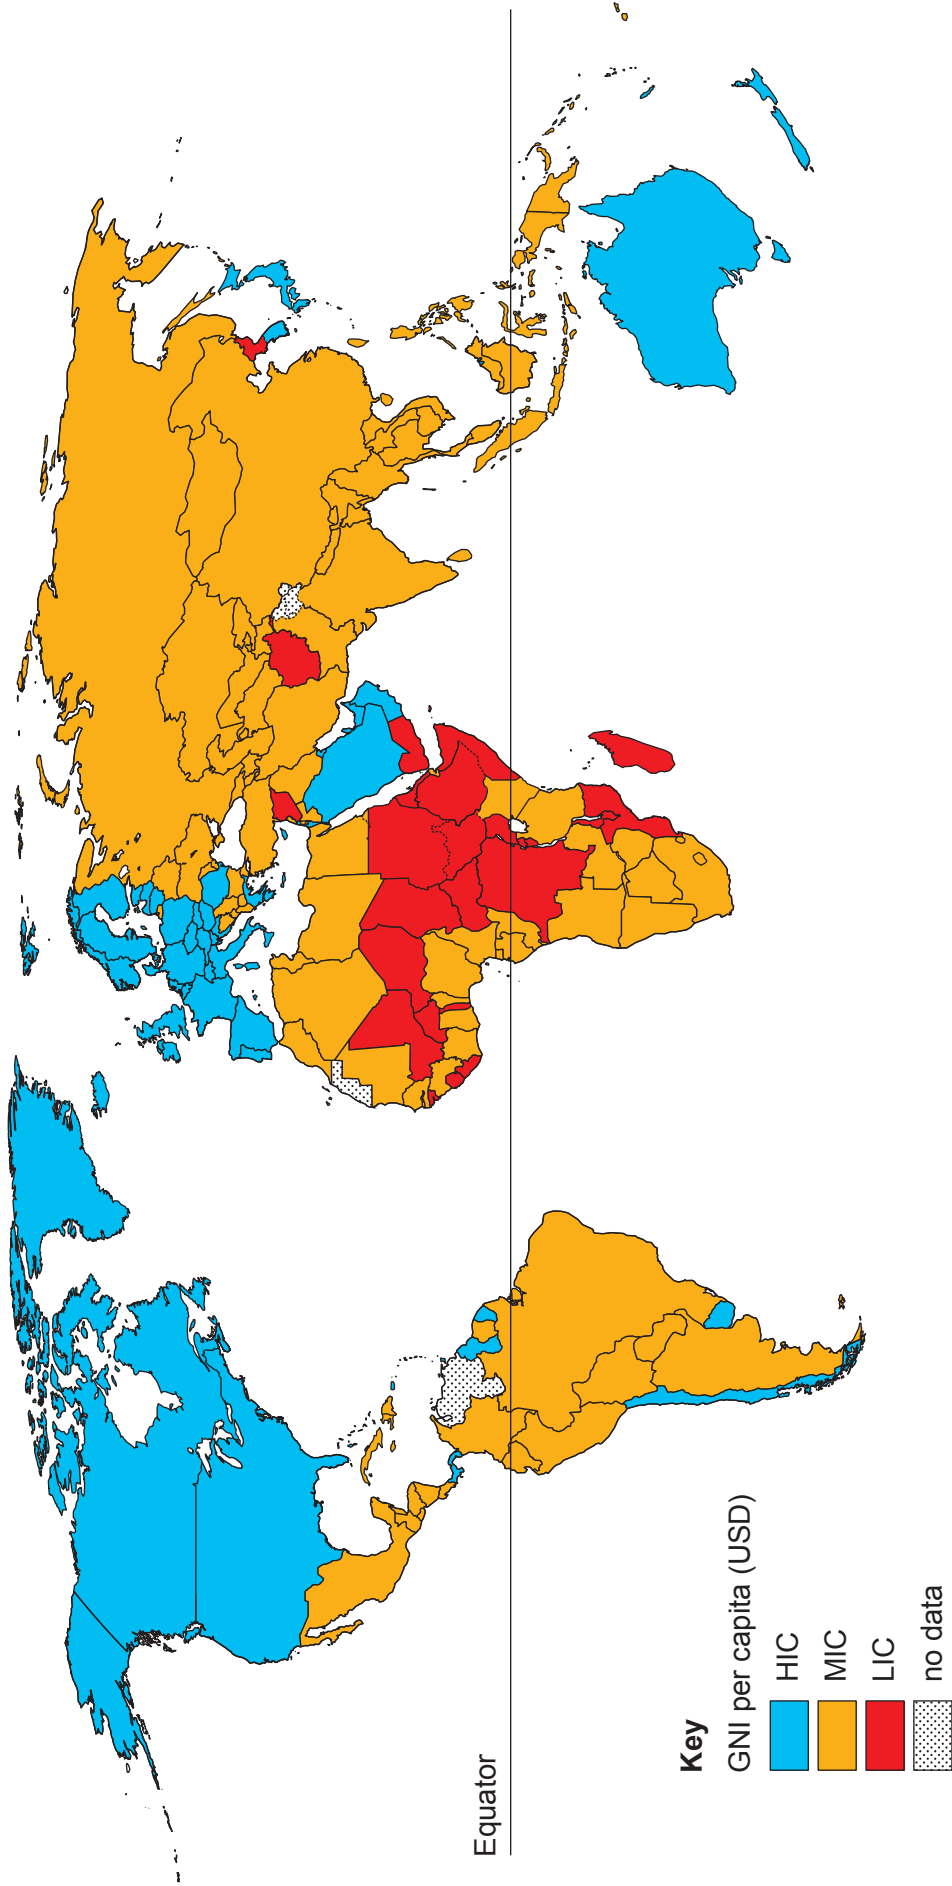 Equator
Key
GNI per capita (USD)
HIC
MIC
LIC
no data